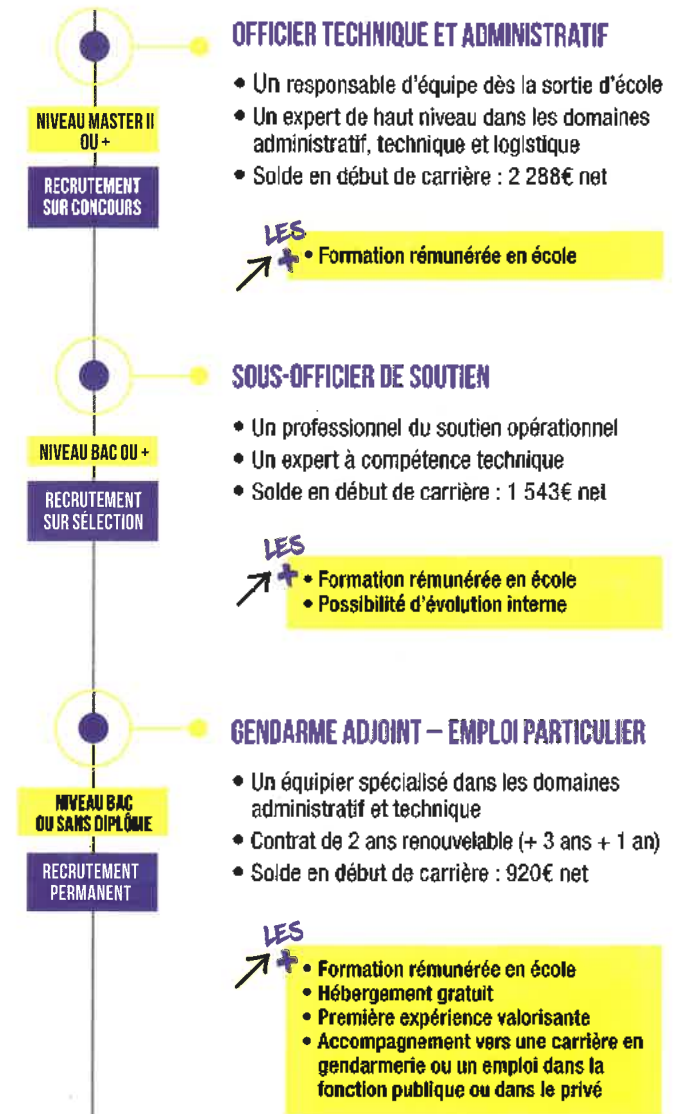 OFFICIER TECHNIQUE ET ADMINISTRATIF
• Un responsable d'équipe dès la sortie d'école
• Un expert de haut niveau dans les domaines
administratif, technique et logistique
• Solde en début de carrière : 2 288€ net
NIVEAU MASTER II
OU +
RECRUTEMENT
SUR CONCOURS
LES
+ • Formation rémunérée en école
SOUS-OFFICIER DE SOUTIEN
• Un professionnel du soutien opérationnel
• Un expert à compétence technique
• Solde en début de carrière : 1 543€ net
NIVEAU BAC OU +
RECRUTEMENT
SUR SÉLECTION
LES
+ • Formation rémunérée en école
• Possibilité d'évolution interne
GENDARME ADJOINT – EMPLOI PARTICULIER
• Un équipier spécialisé dans les domaines
administratif et technique
• Contrat de 2 ans renouvelable (+ 3 ans + 1 an)
• Solde en début de carrière : 920€ net
NIVEAU BAC
OU SANS DIPLÔME
RECRUTEMENT
PERMANENT
LES
+ • Formation rémunérée en école
• Hébergement gratuit
• Première expérience valorisante
• Accompagnement vers une carrière en
gendarmerie ou un emploi dans la
fonction publique ou dans le privé